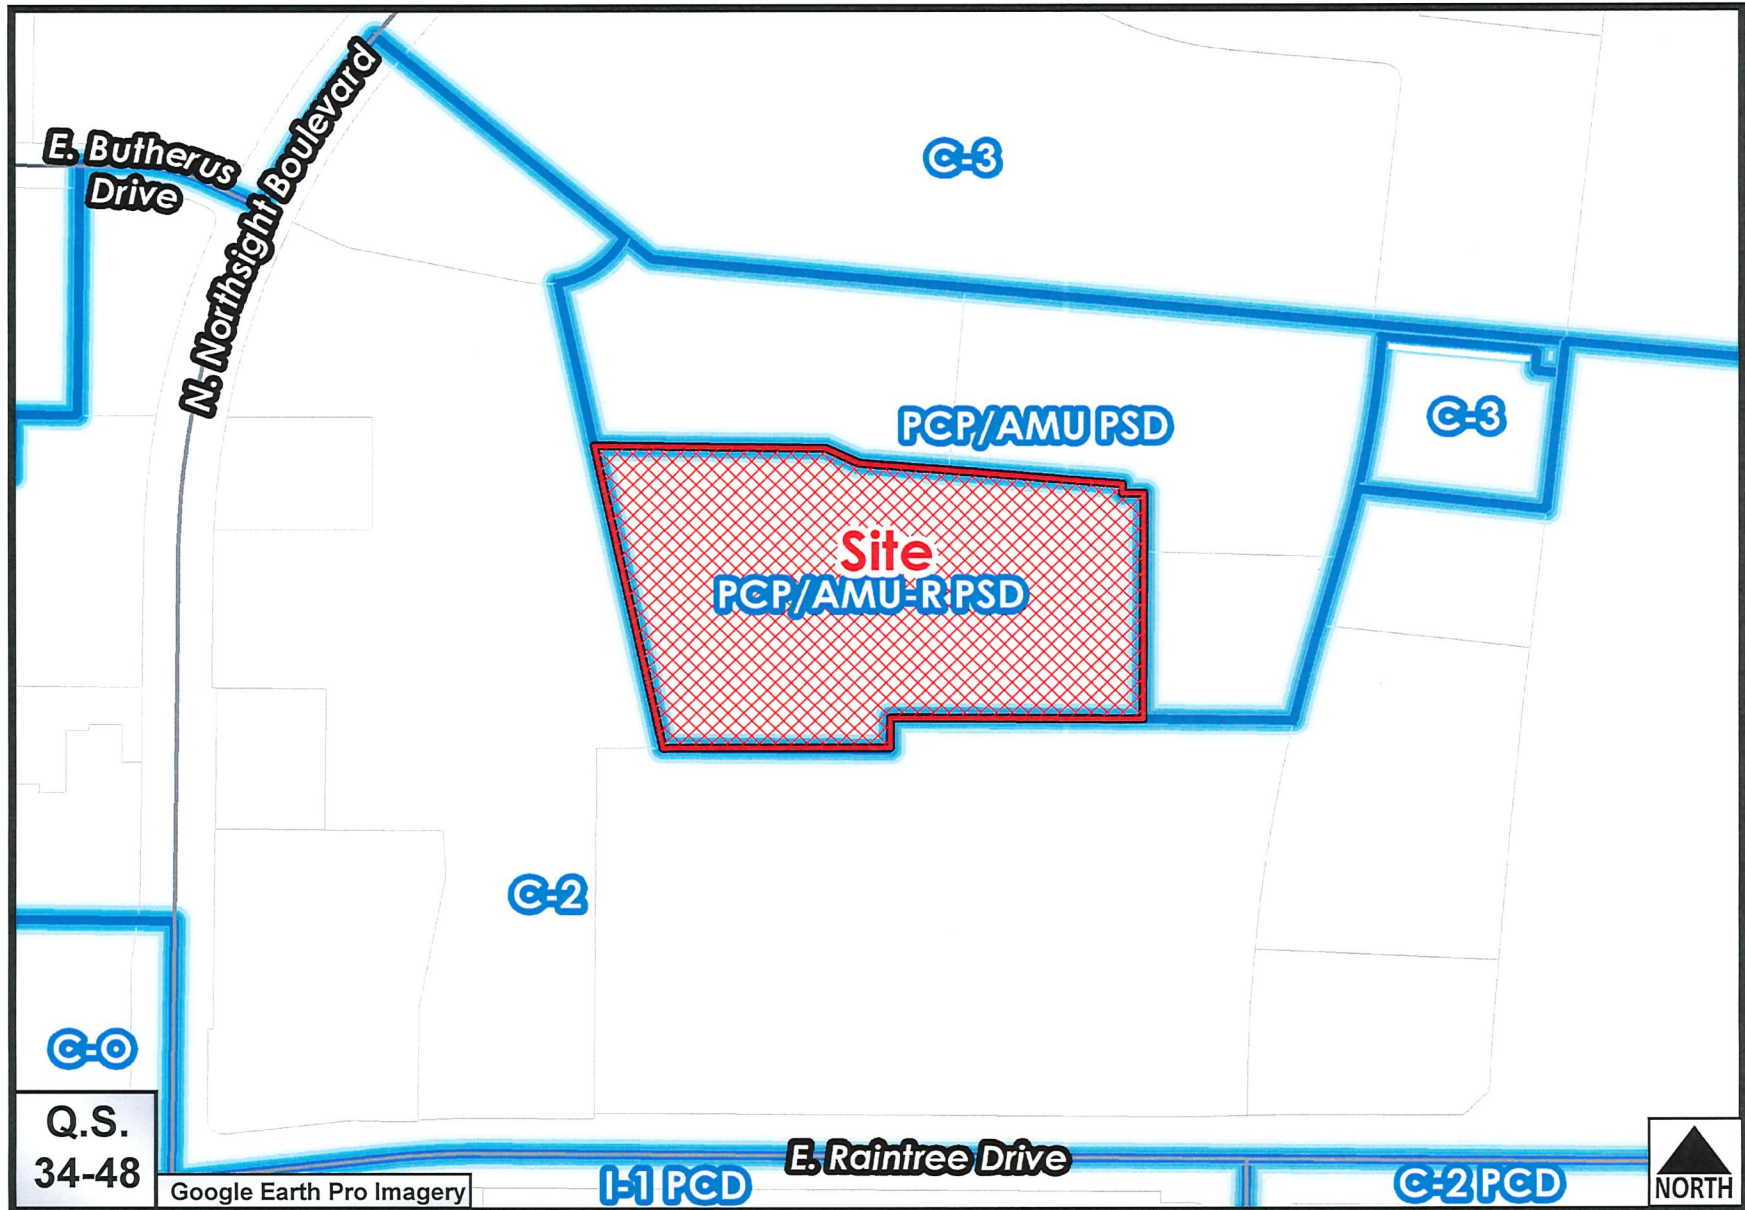 E. Butherus
Drive
N. Northsight Boulevard
C-3
PCP/AMU PSD
C-3
Site
PCP/AMU-R PSD
C-2
C-O
Q.S.
34-48
Google Earth Pro Imagery
E. Raintree Drive
I-1 PCD
C-2 PCD
NORTH